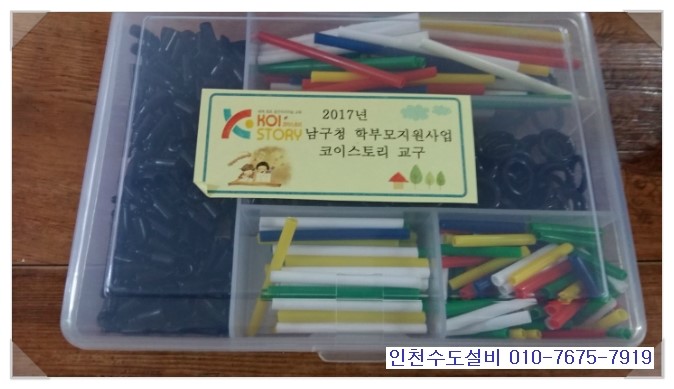 KOI
STORY
2017년
남구청 학부모지원사업
코이스토리 교구
인천수도설비 010-7675-7919